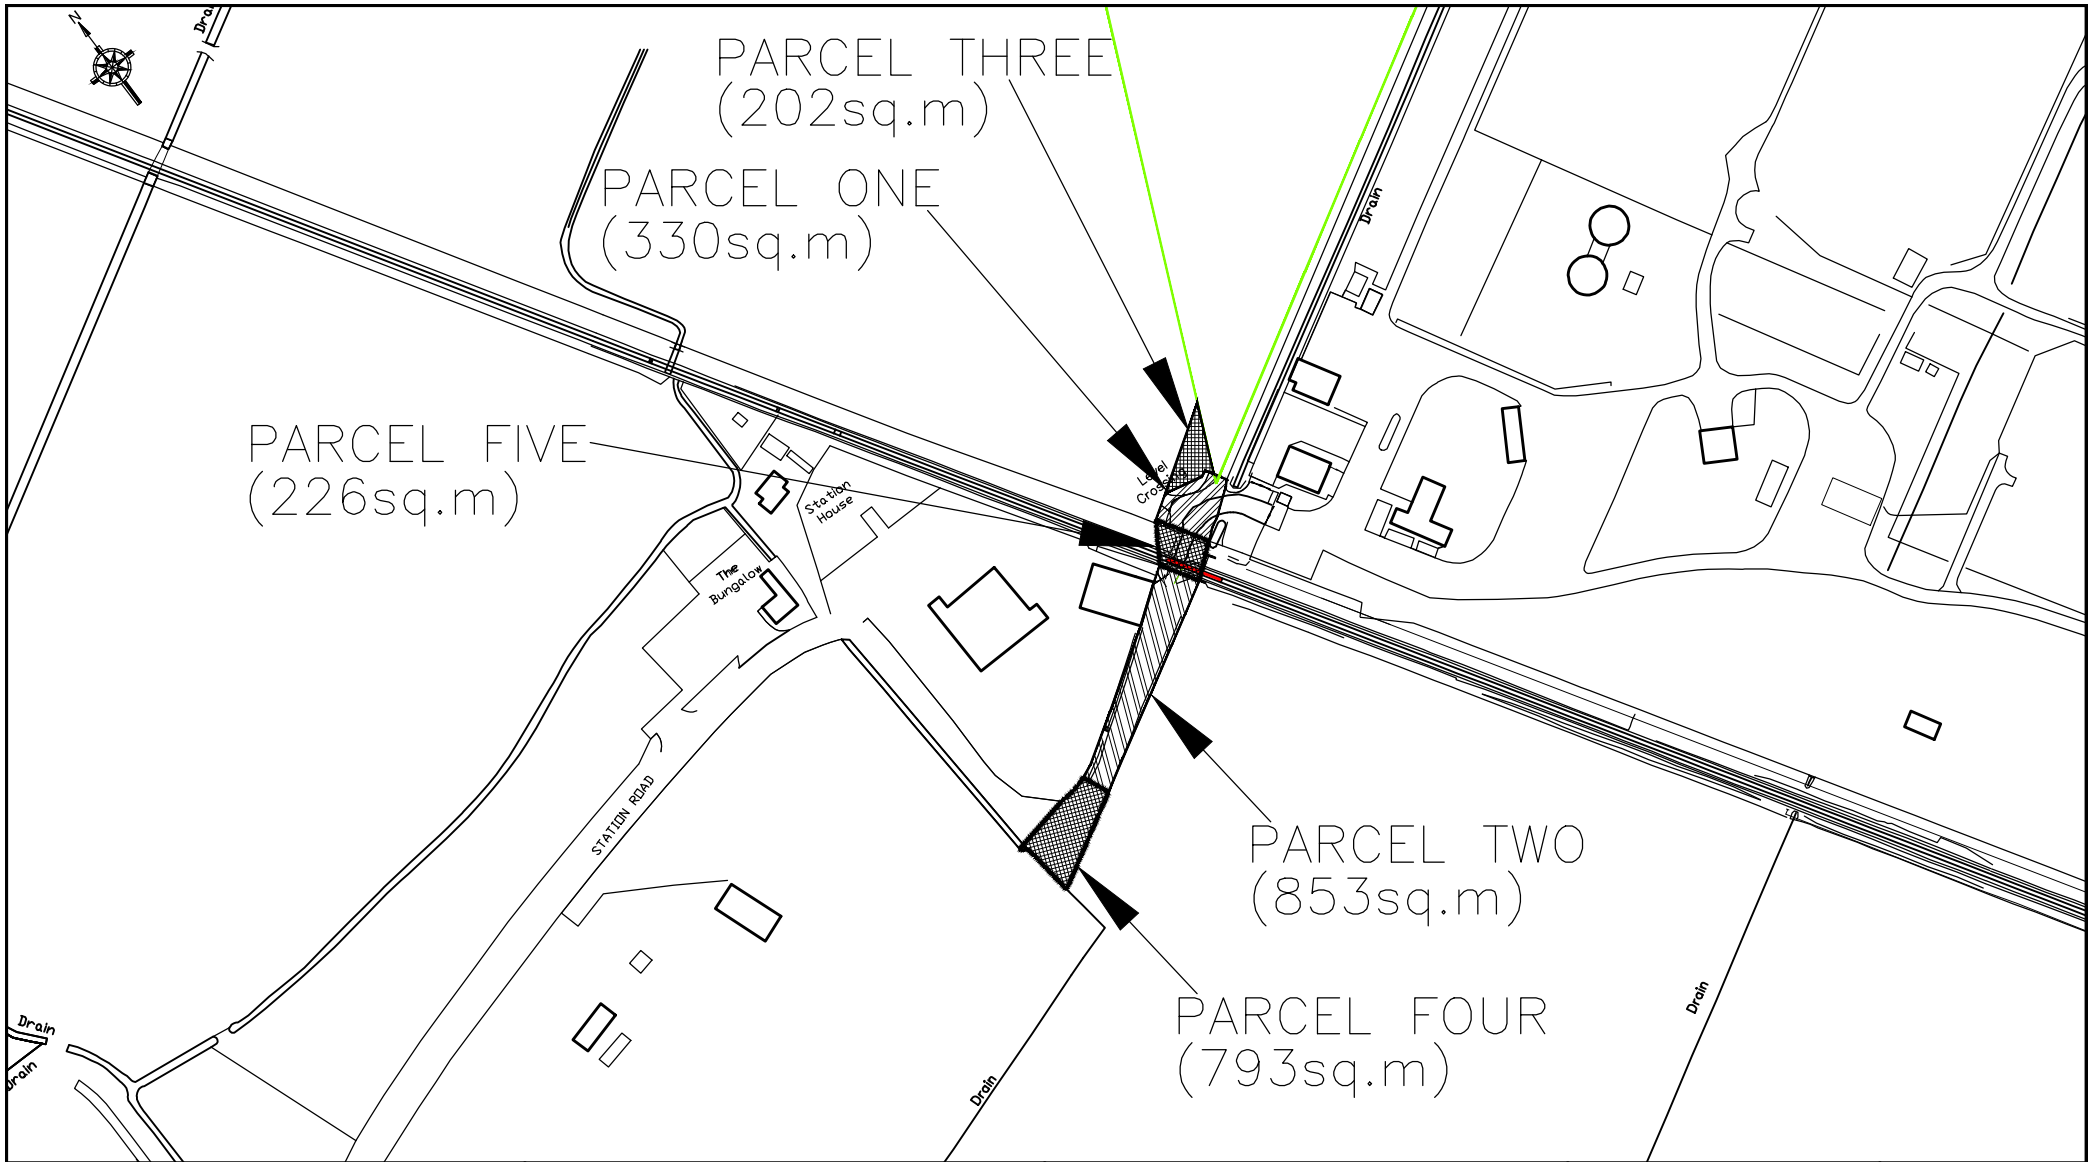 N
Drain
PARCEL THREE
(202sq.m)
PARCEL ONE
(330sq.m)
Drain
PARCEL FIVE
(226sq.m)
Level
Crossing
Station
House
The
Bungalow
STATION ROAD
PARCEL TWO
(853sq.m)
PARCEL FOUR
(793sq.m)
Drain
Drain
Drain
Drain